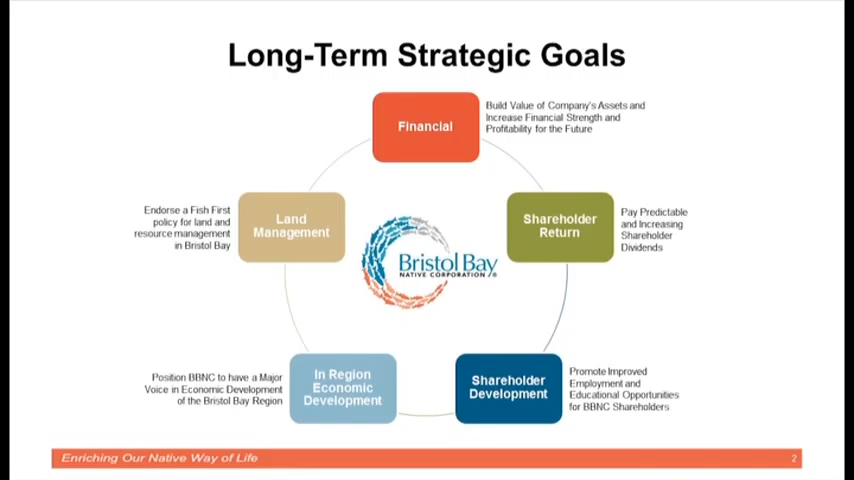 Long-Term Strategic Goals
Financial
Build Value of Company's Assets and
Increase Financial Strength and
Profitability for the Future
Land
Management
Endorse a Fish First
policy for land and
resource management
in Bristol Bay
Shareholder
Return
Pay Predictable
and Increasing
Shareholder
Dividends
Bristol Bay
NATIVE CORPORATION ®
In Region
Economic
Development
Position BBNC to have a Major
Voice in Economic Development
of the Bristol Bay Region
Shareholder
Development
Promote Improved
Employment and
Educational Opportunities
for BBNC Shareholders
Enriching Our Native Way of Life
2